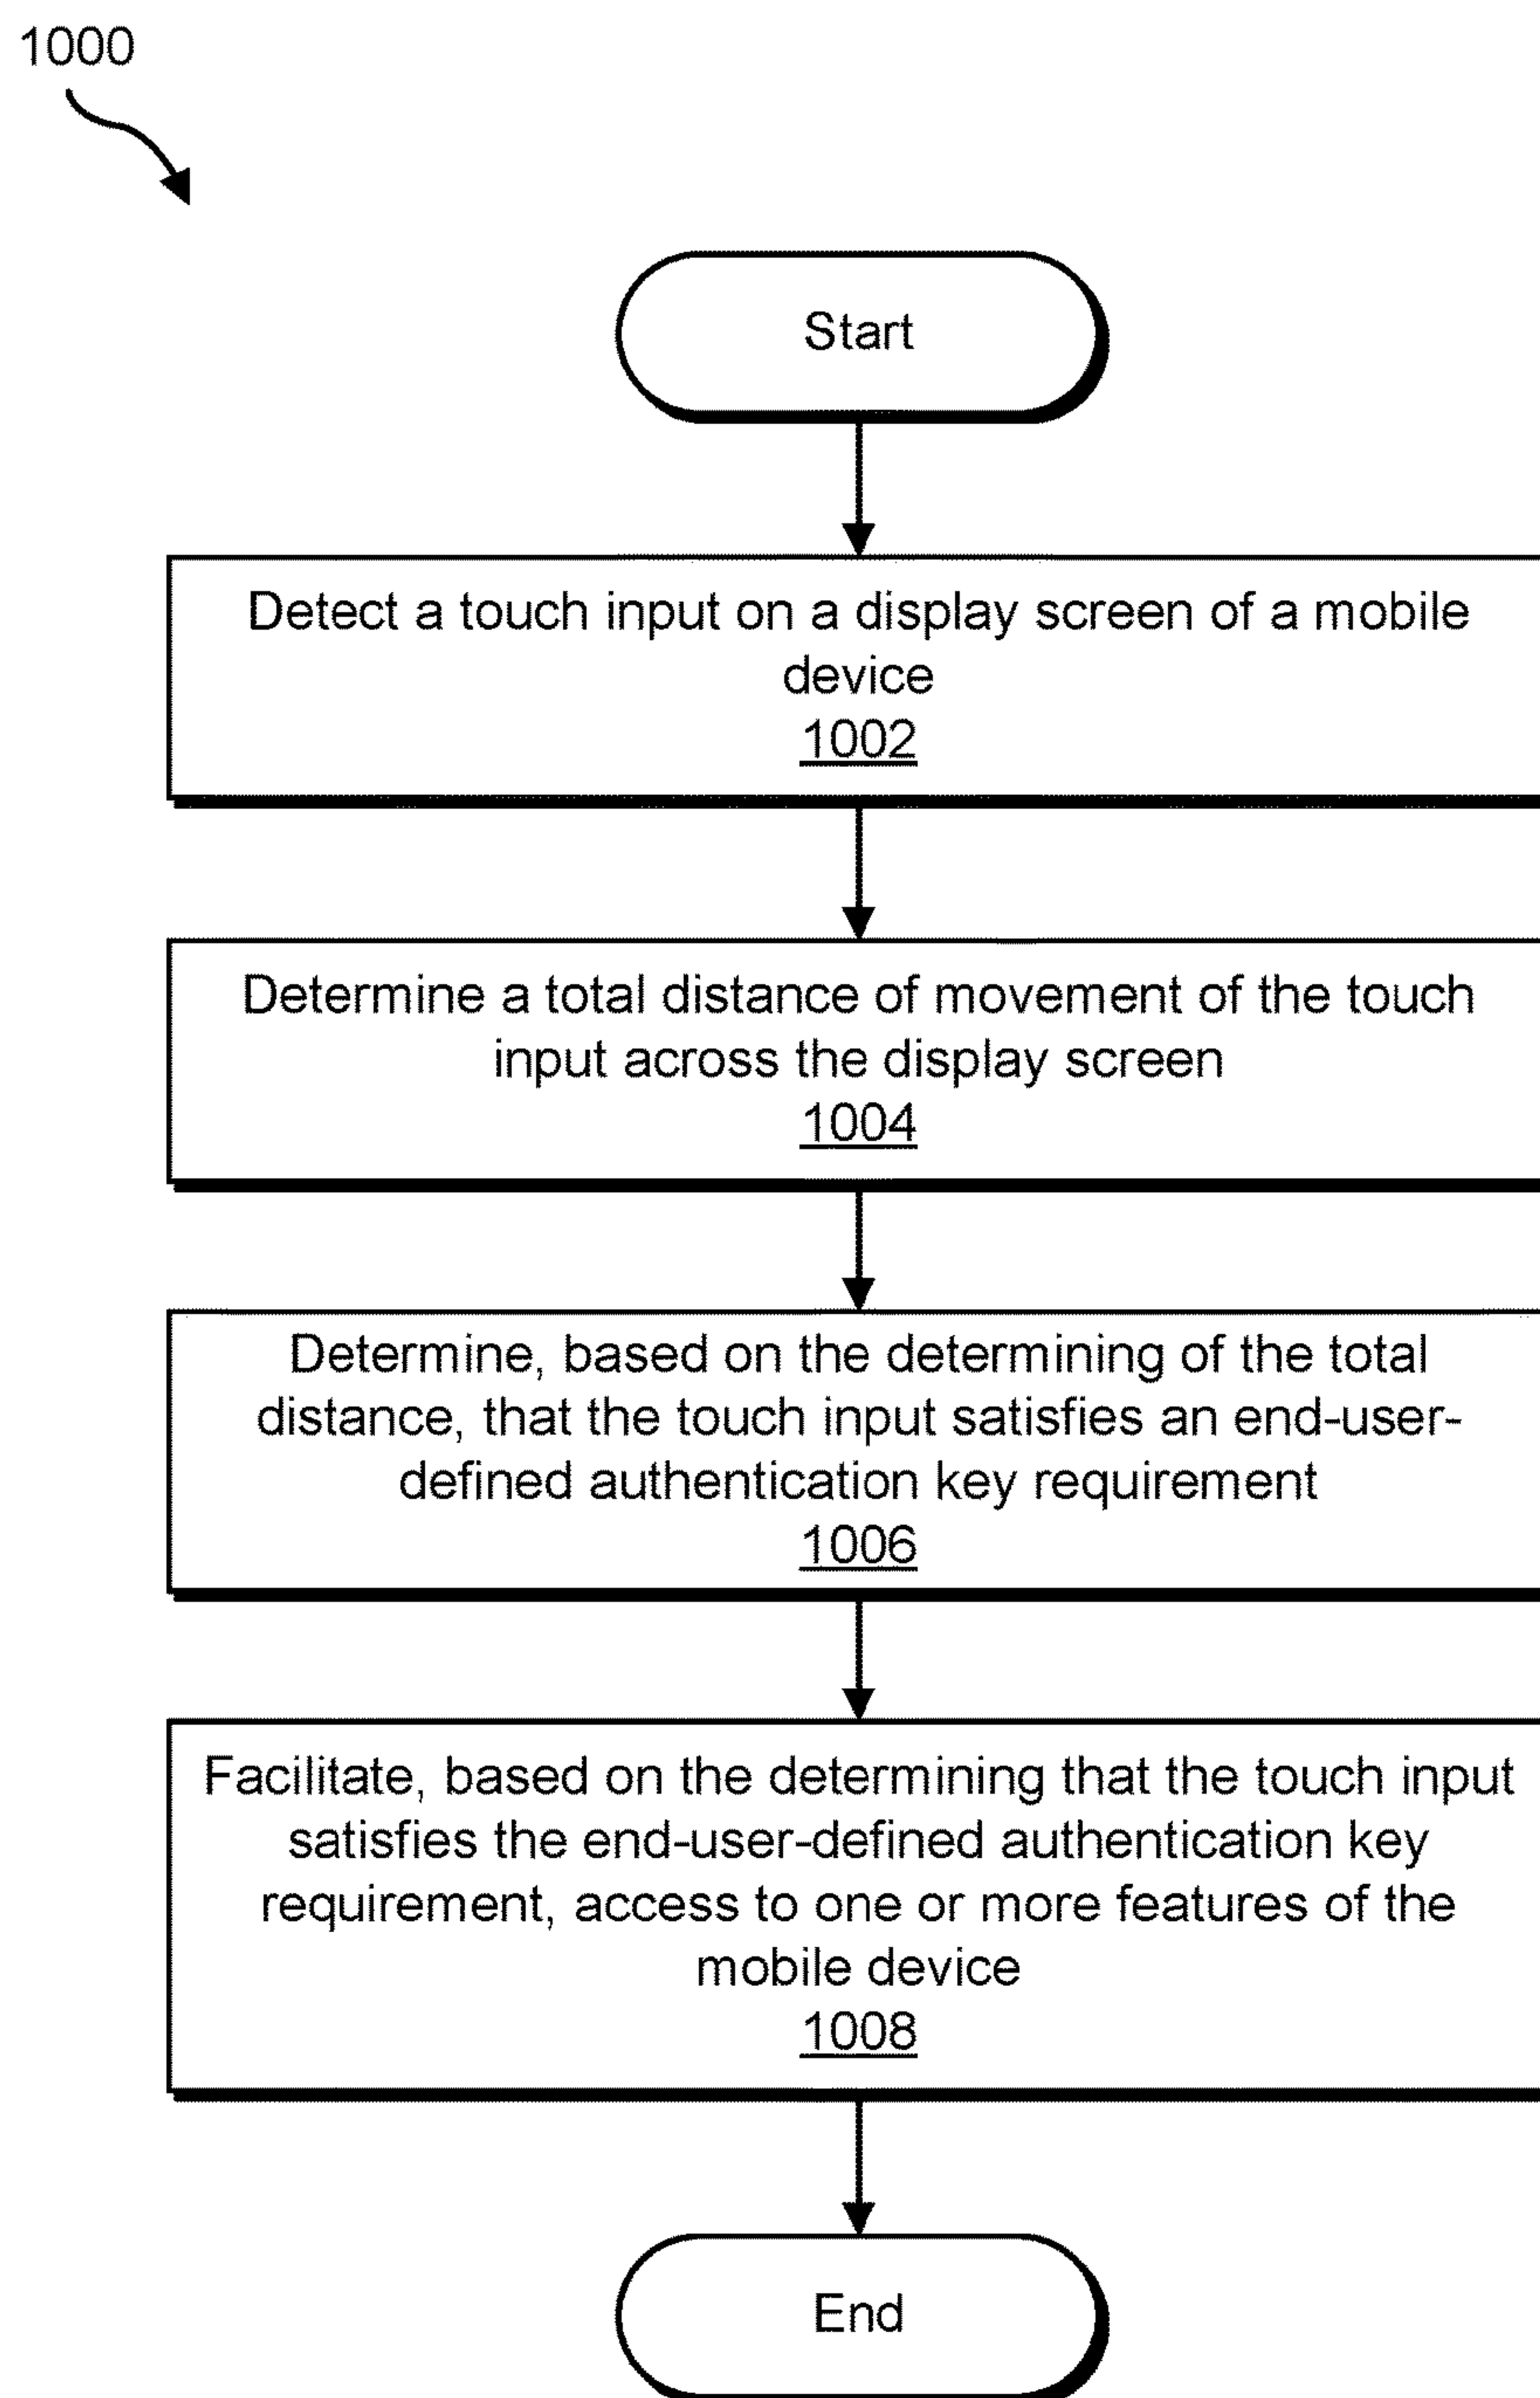 1000
Start
Detect a touch input on a display screen of a mobile
device
1002
Determine a total distance of movement of the touch
input across the display screen
1004
Determine, based on the determining of the total
distance, that the touch input satisfies an end-user-
defined authentication key requirement
1006
Facilitate, based on the determining that the touch input
satisfies the end-user-defined authentication key
requirement, access to one or more features of the
mobile device
1008
End